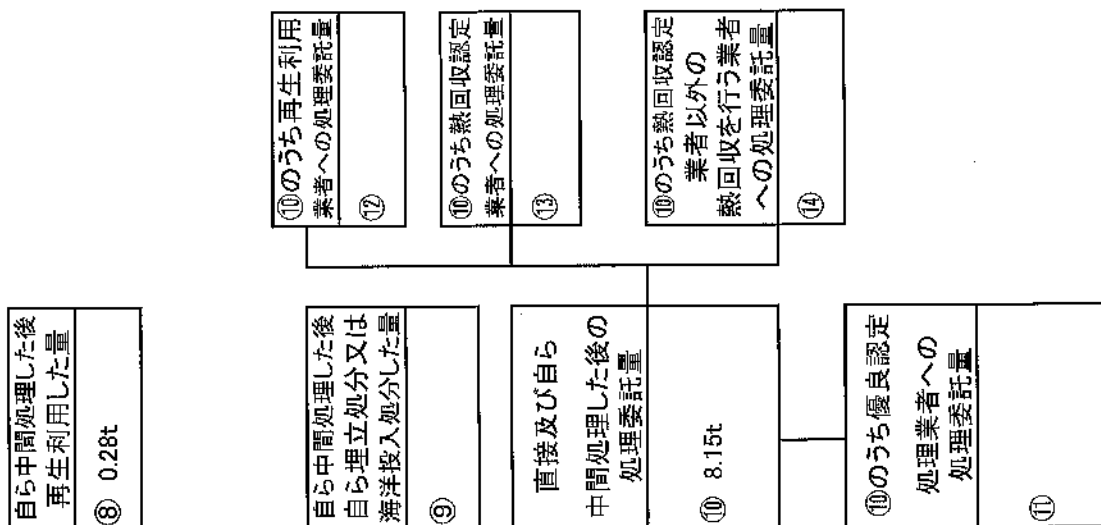 自ら中間処理した後
再生利用した量
⑧ 0.28t
自ら中間処理した後
自ら埋立処分又は
海洋投入処分した量
⑨
直接及び自ら
中間処理した後の
処理委託量
⑩ 8.15t
⑩のうち優良認定
処理業者への
処理委託量
⑪
⑩のうち再生利用
業者への処理委託量
⑫
⑩のうち熱回収認定
業者への処理委託量
⑬
⑩のうち熱回収認定
業者以外の
熱回収を行う業者
への処理委託量
⑭